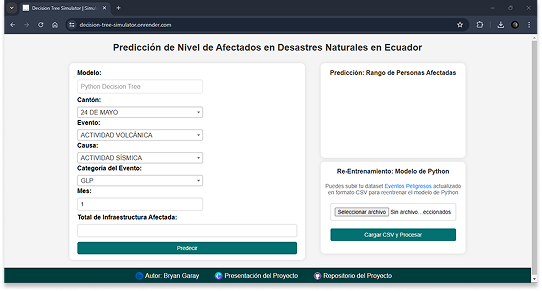 Decision Tree Simulator | Simul
decision-tree-simulator.onrender.com
Predicción de Nivel de Afectados en Desastres Naturales en Ecuador
Modelo:
Python Decision Tree
Cantón:
24 DE MAYO
Evento:
ACTIVIDAD VOLCÁNICA
Causa:
ACTIVIDAD SÍSMICA
Categoría del Evento:
GLP
Mes:
1
Total de Infraestructura Afectada:
Predecir
Predicción: Rango de Personas Afectadas
Re-Entrenamiento: Modelo de Python
Puedes subir tu dataset Eventos Peligrosos actualizado
en formato CSV para reentrenar el modelo de Python
Seleccionar archivo Sin archivo...eccionados
Cargar CSV y Procesar
Autor: Bryan Garay
Presentación del Proyecto
Repositorio del Proyecto